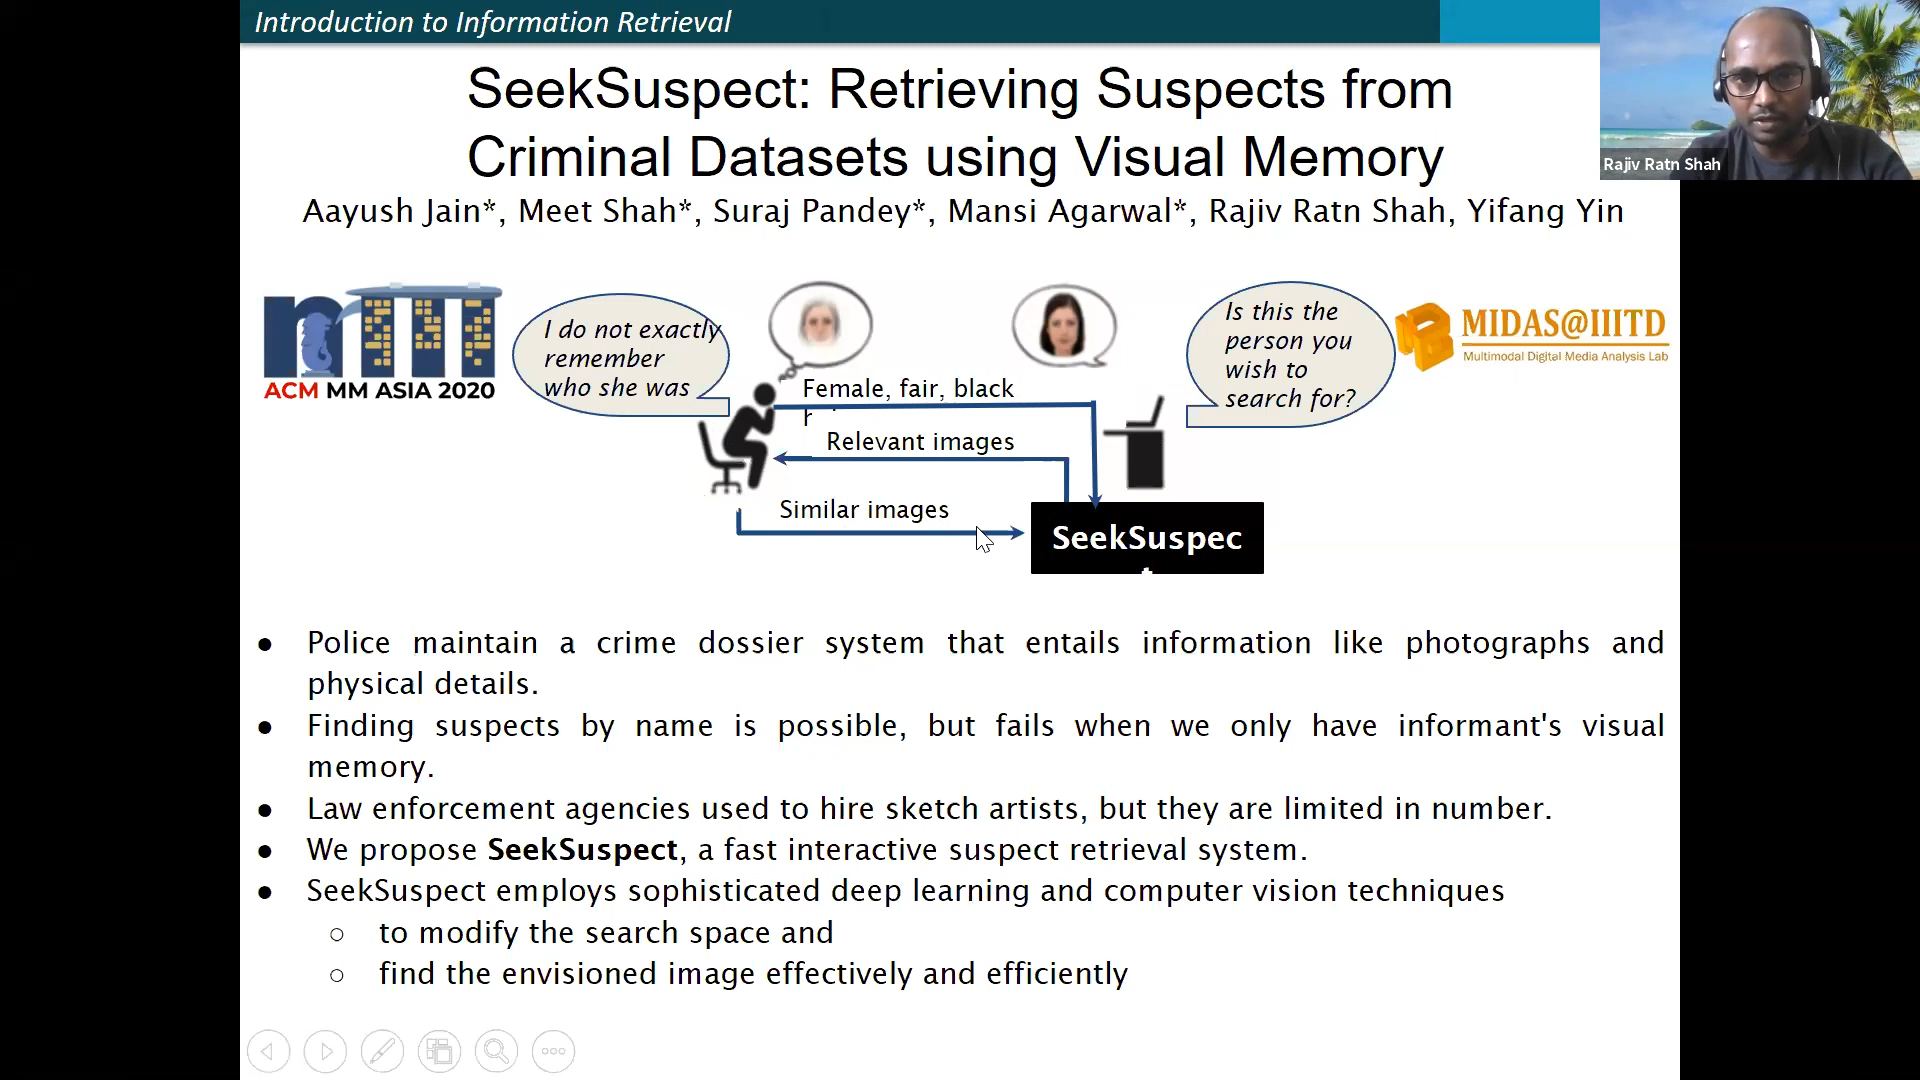 Introduction to Information Retrieval
SeekSuspect: Retrieving Suspects from
Criminal Datasets using Visual Memory
Rajiv Ratn Shah
Aayush Jain*, Meet Shah*, Suraj Pandey*, Mansi Agarwal*, Rajiv Ratn Shah, Yifang Yin
ACM MM ASIA 2020
I do not exactly
remember
who she was
Is this the
person you
wish to
search for?
MIDAS@IIITD
Multimodal Digital Media Analysis Lab
Female, fair, black
Relevant images
Similar images
SeekSuspec
● Police maintain a crime dossier system that entails information like photographs and
physical details.
● Finding suspects by name is possible, but fails when we only have informant's visual
memory.
● Law enforcement agencies used to hire sketch artists, but they are limited in number.
● We propose SeekSuspect, a fast interactive suspect retrieval system.
● SeekSuspect employs sophisticated deep learning and computer vision techniques
○ to modify the search space and
○ find the envisioned image effectively and efficiently